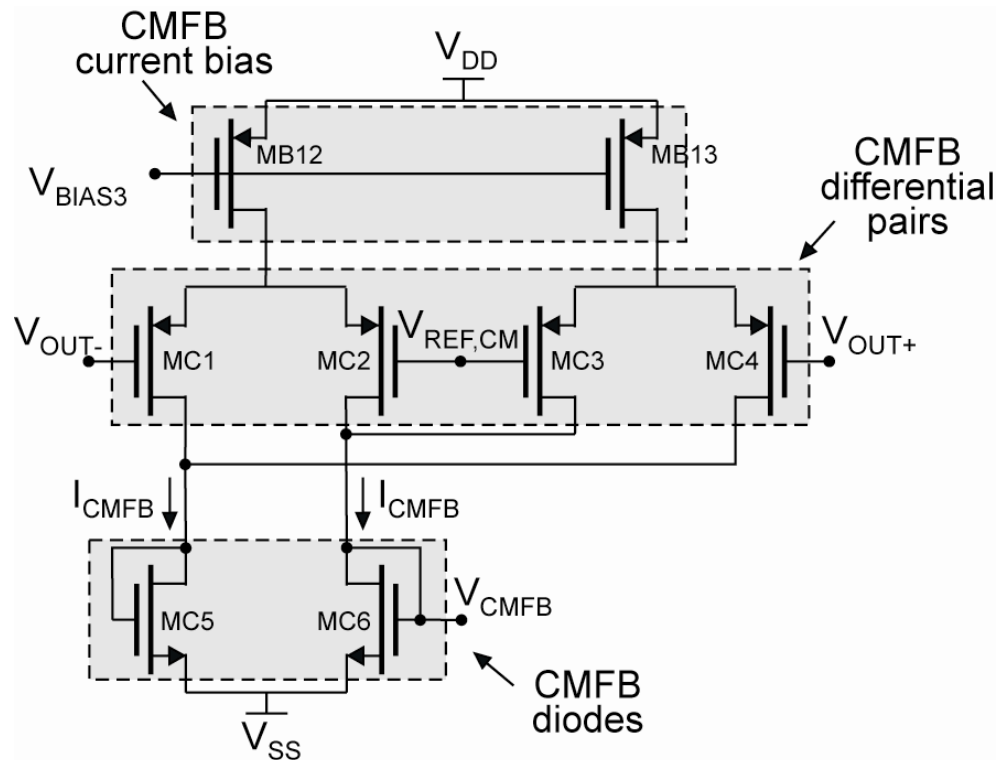 CMFB
current bias
VDD
MB12
MB13
VBIAS3
CMFB
differential
pairs
VOUT-
MC1
MC2
VREF,CM
MC3
MC4
VOUT+
ICMFB
ICMFB
MC5
MC6
VCMFB
CMFB
diodes
VSS